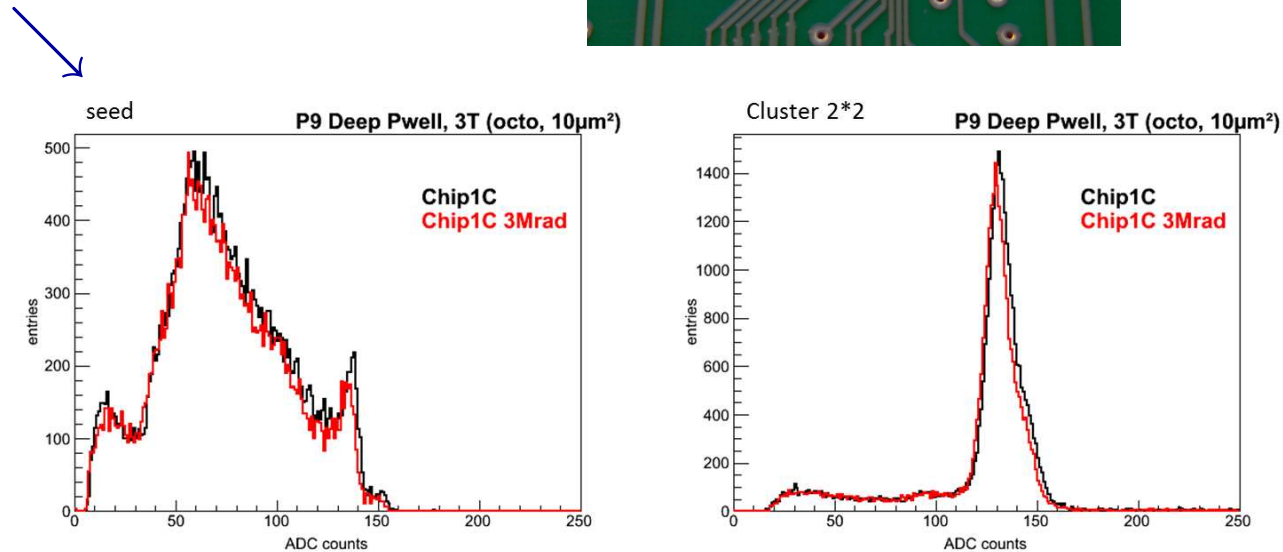 seed
P9 Deep Pwell, 3T (octo, 10µm²)
500
400
300
200
100
0
entries
Chip1C
Chip1C 3Mrad
0 50 100 150 200 250
ADC counts
Cluster 2*2
P9 Deep Pwell, 3T (octo, 10µm²)
1400
1200
1000
800
600
400
200
0
entries
Chip1C
Chip1C 3Mrad
0 50 100 150 200 250
ADC counts